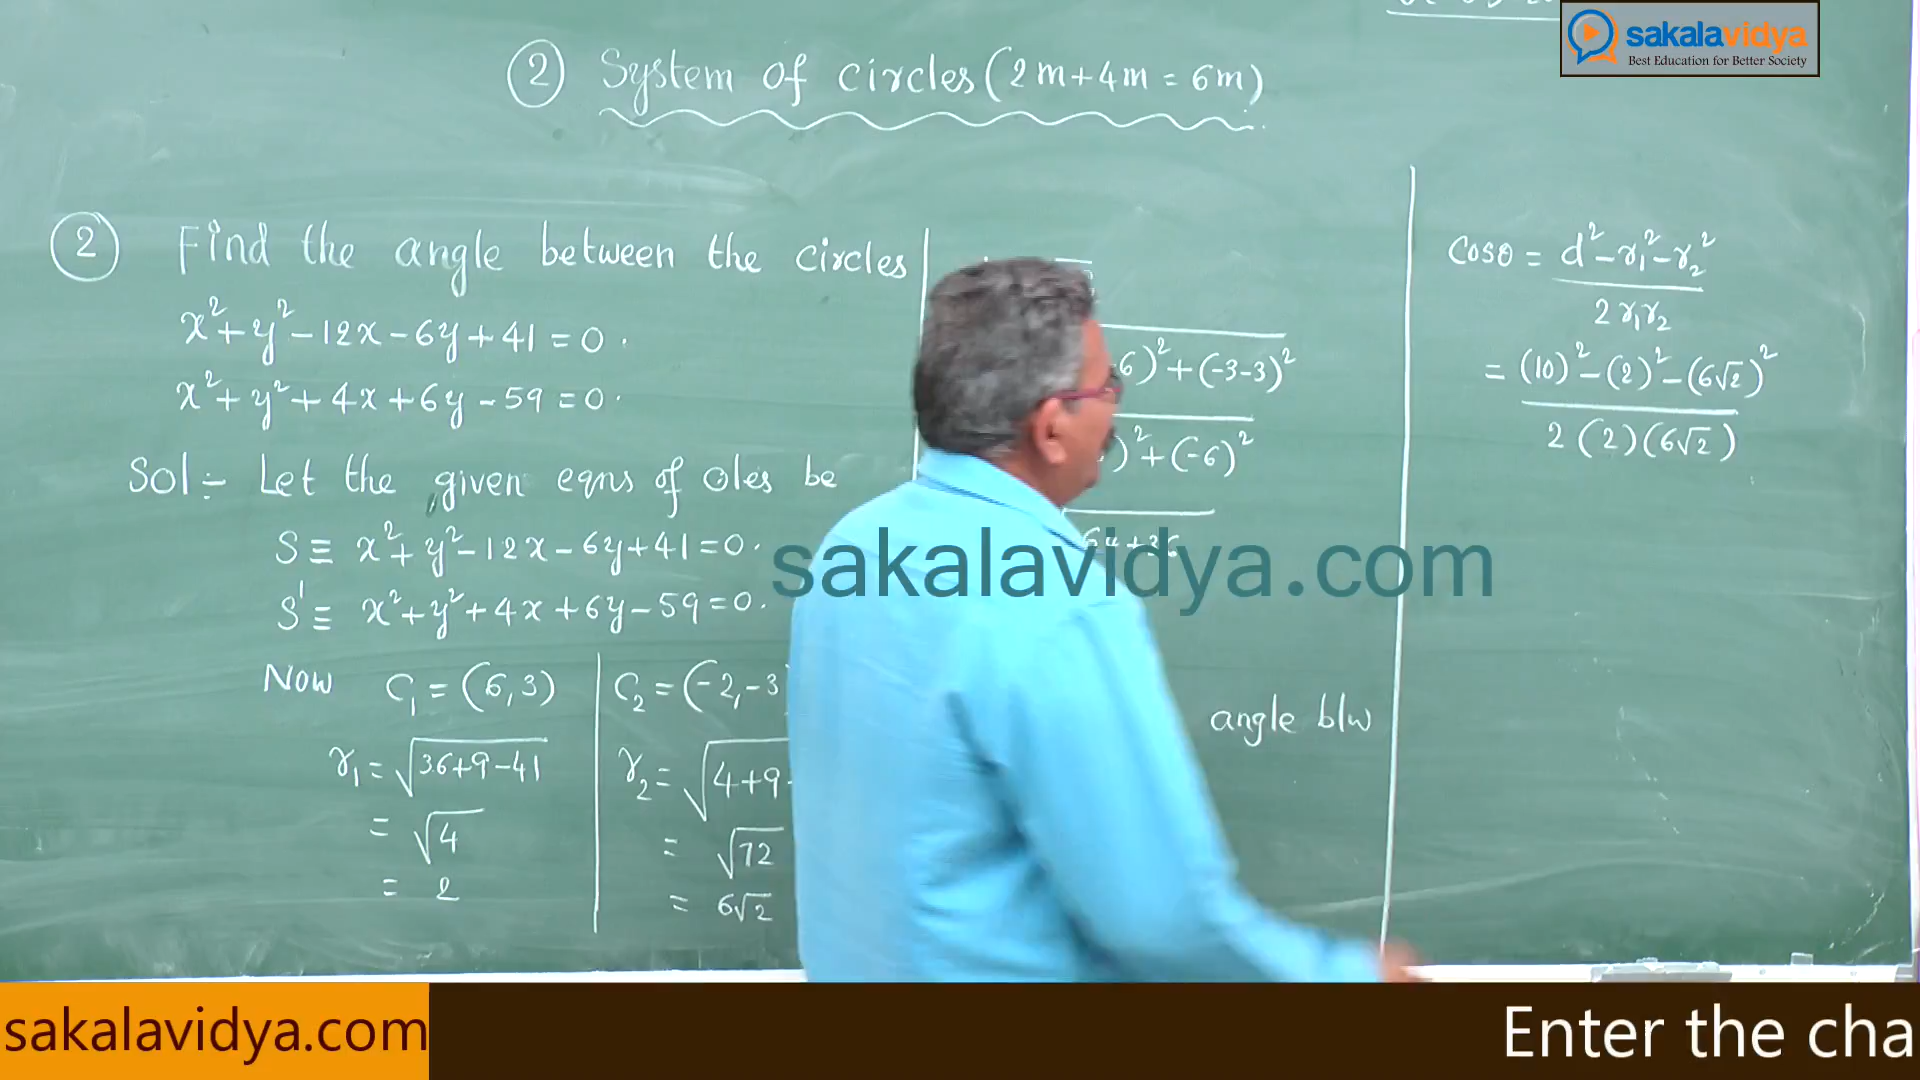 sakalavidya
Best Education for Better Society
② System of circles (2m+4m=6m)
② Find the angle between the circles
x²+y²-12x-6y+41=0.
x²+y²+4x+6y-59=0.
Sol:- Let the given eqns of ⊙les be
S≡ x²+y²-12x-6y+41=0.
S'≡ x²+y²+4x+6y-59=0.
Now C₁=(6,3)
r₁=√36+9-41
= √4
= 2
C₂=(-2,-3
r₂=√4+9-
= √72
= 6√2
6)²+(-3-3)²
)²+(-6)²
64+36
angle b/w
Cosθ = d²-r₁²-r₂²
2r₁r₂
= (10)²-(2)²-(6√2)²
2(2)(6√2)
sakalavidya.com
sakalavidya.com
Enter the cha